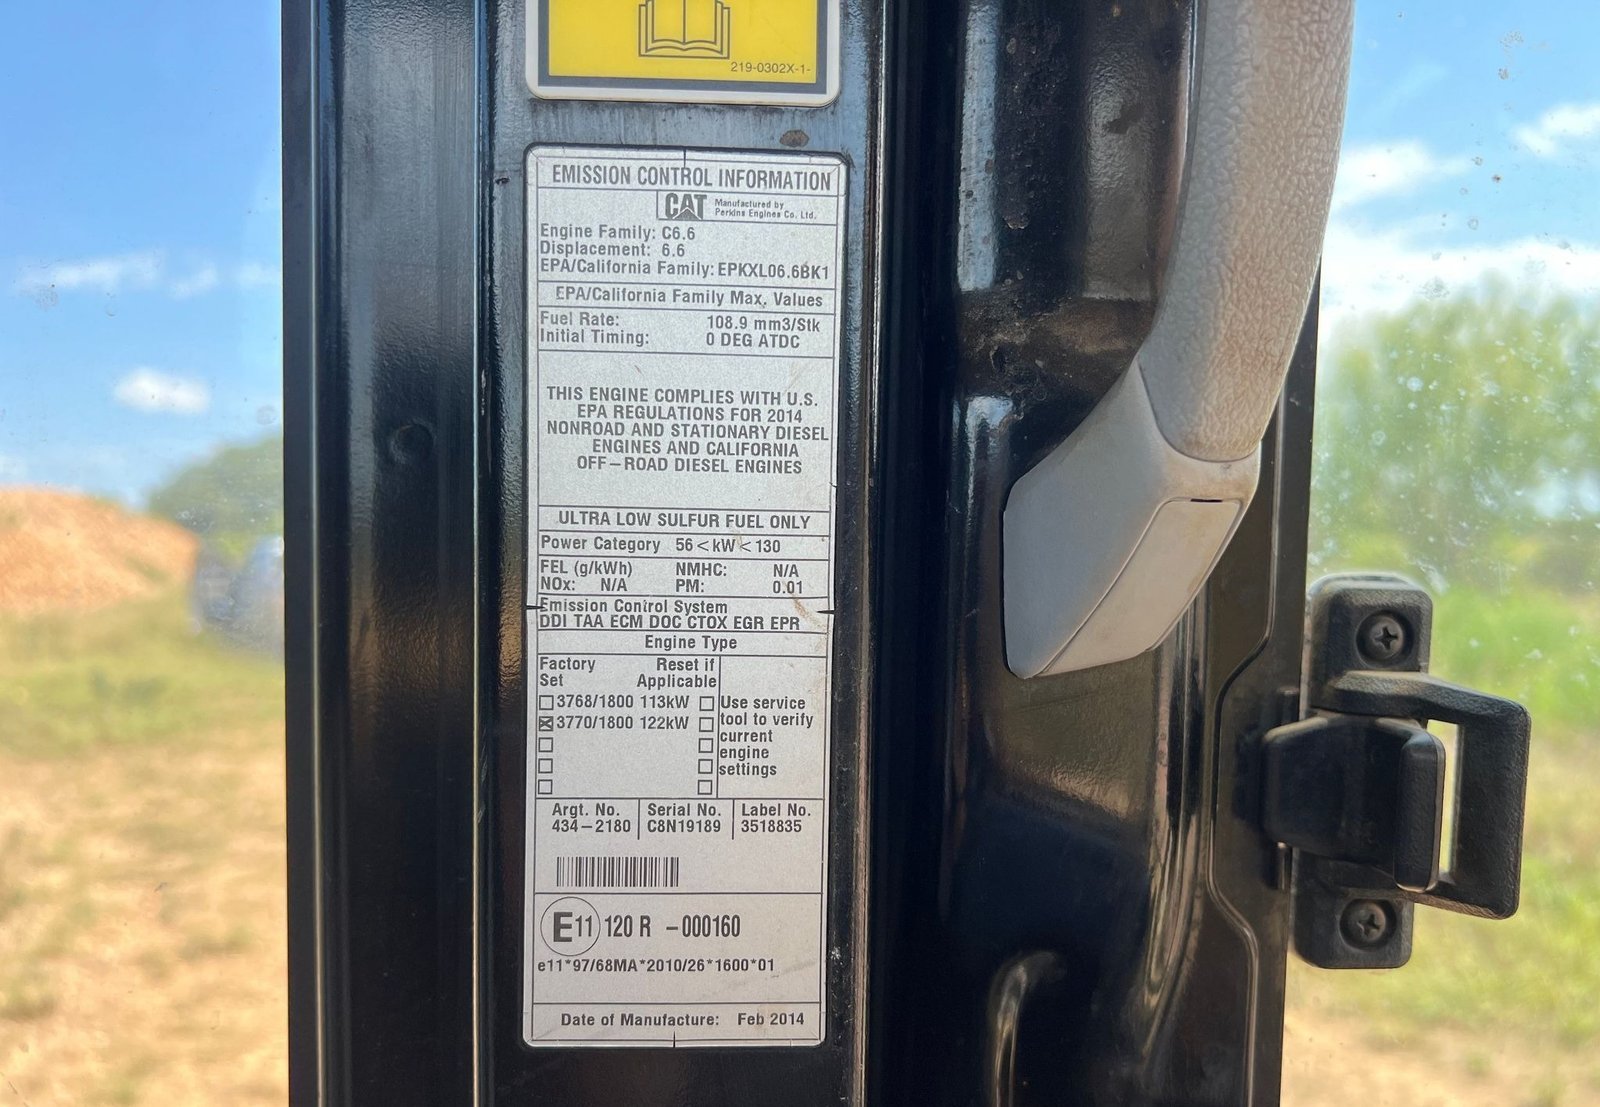 219-0302X-1-
EMISSION CONTROL INFORMATION
CAT
Manufactured by
Perkins Engines Co. Ltd.
Engine Family: C6.6
Displacement: 6.6
EPA/California Family: EPKXL06.6BK1
EPA/California Family Max. Values
Fuel Rate: 108.9 mm3/Stk
Initial Timing: 0 DEG ATDC
THIS ENGINE COMPLIES WITH U.S.
EPA REGULATIONS FOR 2014
NONROAD AND STATIONARY DIESEL
ENGINES AND CALIFORNIA
OFF-ROAD DIESEL ENGINES
ULTRA LOW SULFUR FUEL ONLY
Power Category 56<kW<130
FEL (g/kWh) NMHC: N/A
NOx: N/A PM: 0.01
Emission Control System
DDI TAA ECM DOC CTOX EGR EPR
Engine Type
Factory Reset if
Set Applicable
3768/1800 113kW Use service
3770/1800 122kW tool to verify
current
engine
settings
Argt. No. Serial No. Label No.
434-2180 C8N19189 3518835
E11 120 R -000160
e11*97/68MA*2010/26*1600*01
Date of Manufacture: Feb 2014